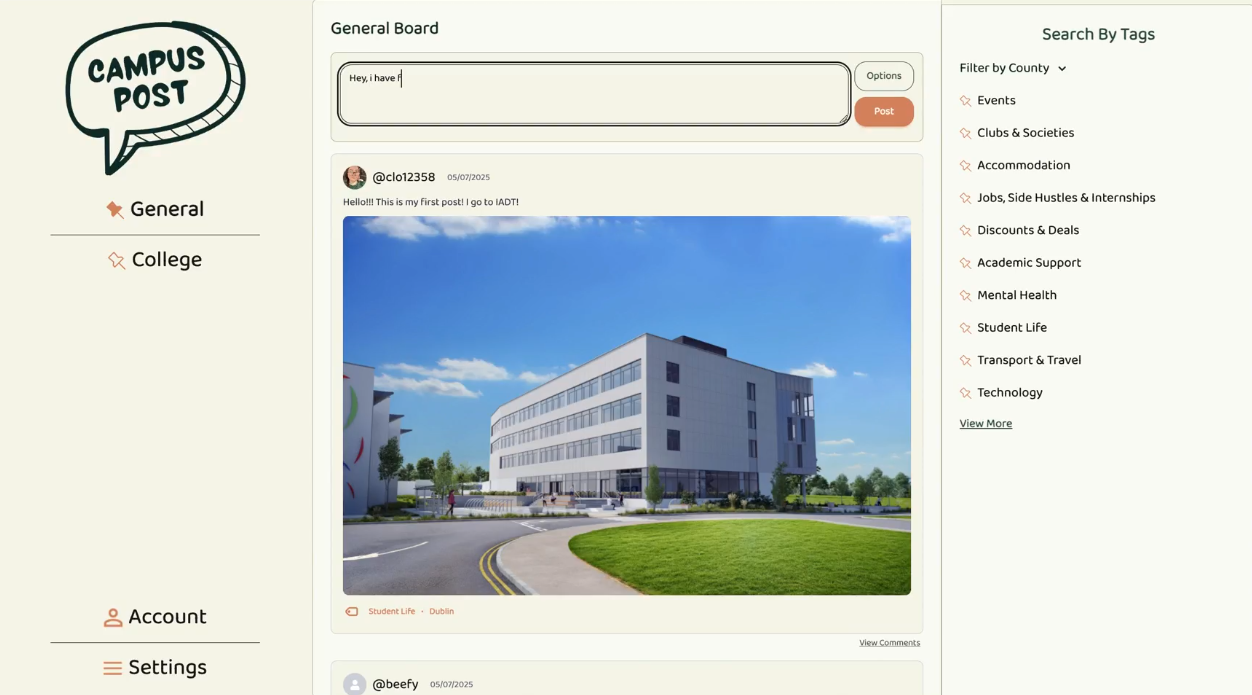 CAMPUS
POST
General
College
Account
Settings
General Board
Hey, i have f
Options
Post
@clo12358 05/07/2025
Hello!!! This is my first post! I go to IADT!
Student Life · Dublin
View Comments
@beefy 05/07/2025
Search By Tags
Filter by County
Events
Clubs & Societies
Accommodation
Jobs, Side Hustles & Internships
Discounts & Deals
Academic Support
Mental Health
Student Life
Transport & Travel
Technology
View More